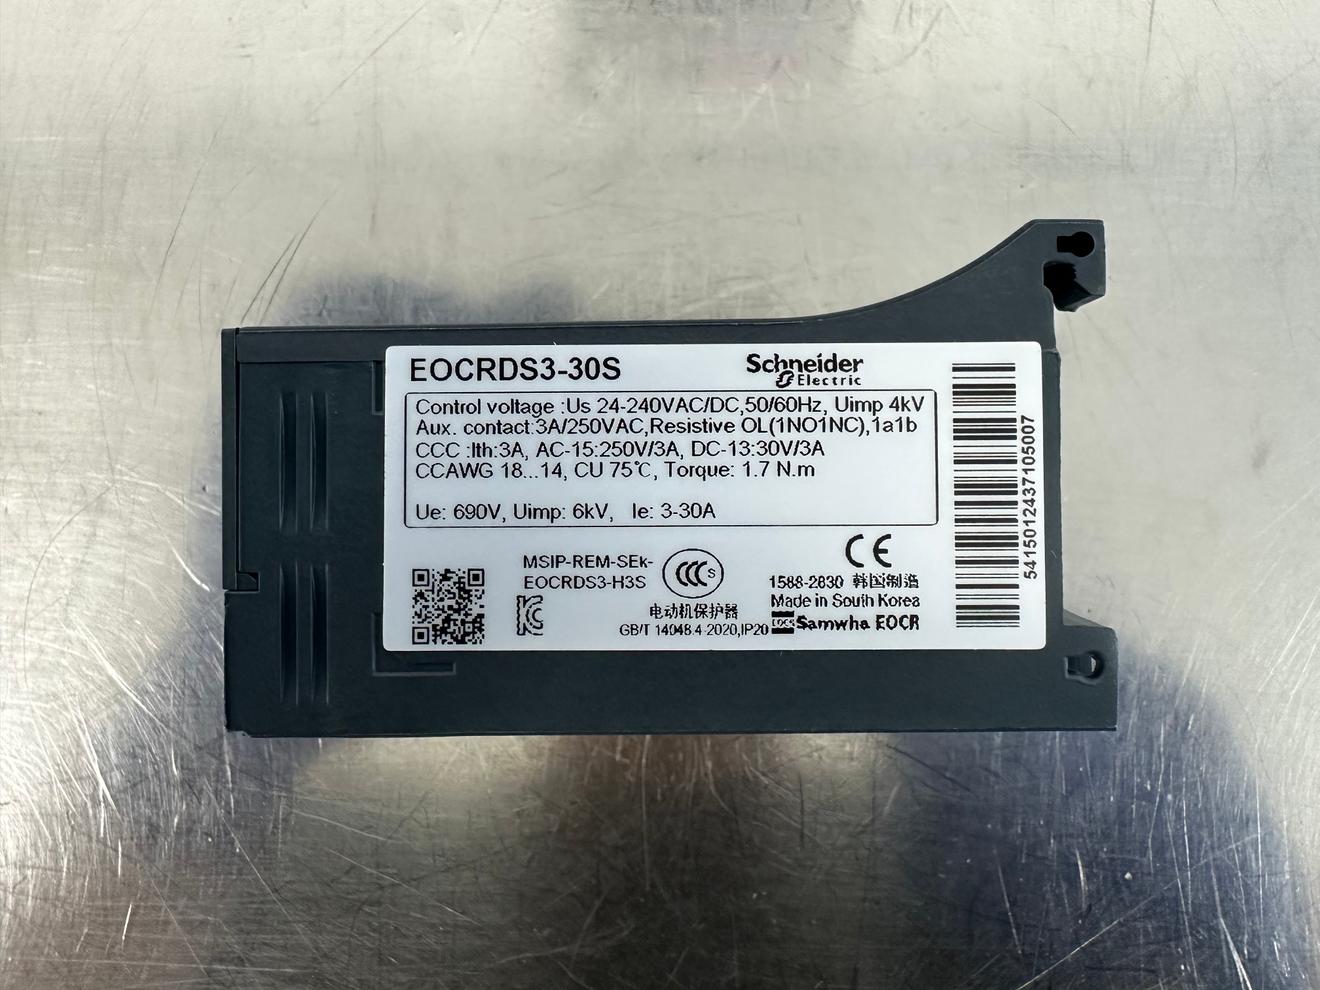 EOCRDS3-30S
Schneider
Electric
Control voltage :Us 24-240VAC/DC,50/60Hz, Uimp 4kV
Aux. contact:3A/250VAC,Resistive OL(1NO1NC),1a1b
CCC :Ith:3A, AC-15:250V/3A, DC-13:30V/3A
CCAWG 18...14, CU 75℃, Torque: 1.7 N.m
Ue: 690V, Uimp: 6kV, Ie: 3-30A
MSIP-REM-SEk-
EOCRDS3-H3S
CCC S
电动机保护器
GB/T 14048.4-2020,IP20
CE
1588-2830 韩国制造
Made in South Korea
Samwha EOCR
5415012437105007